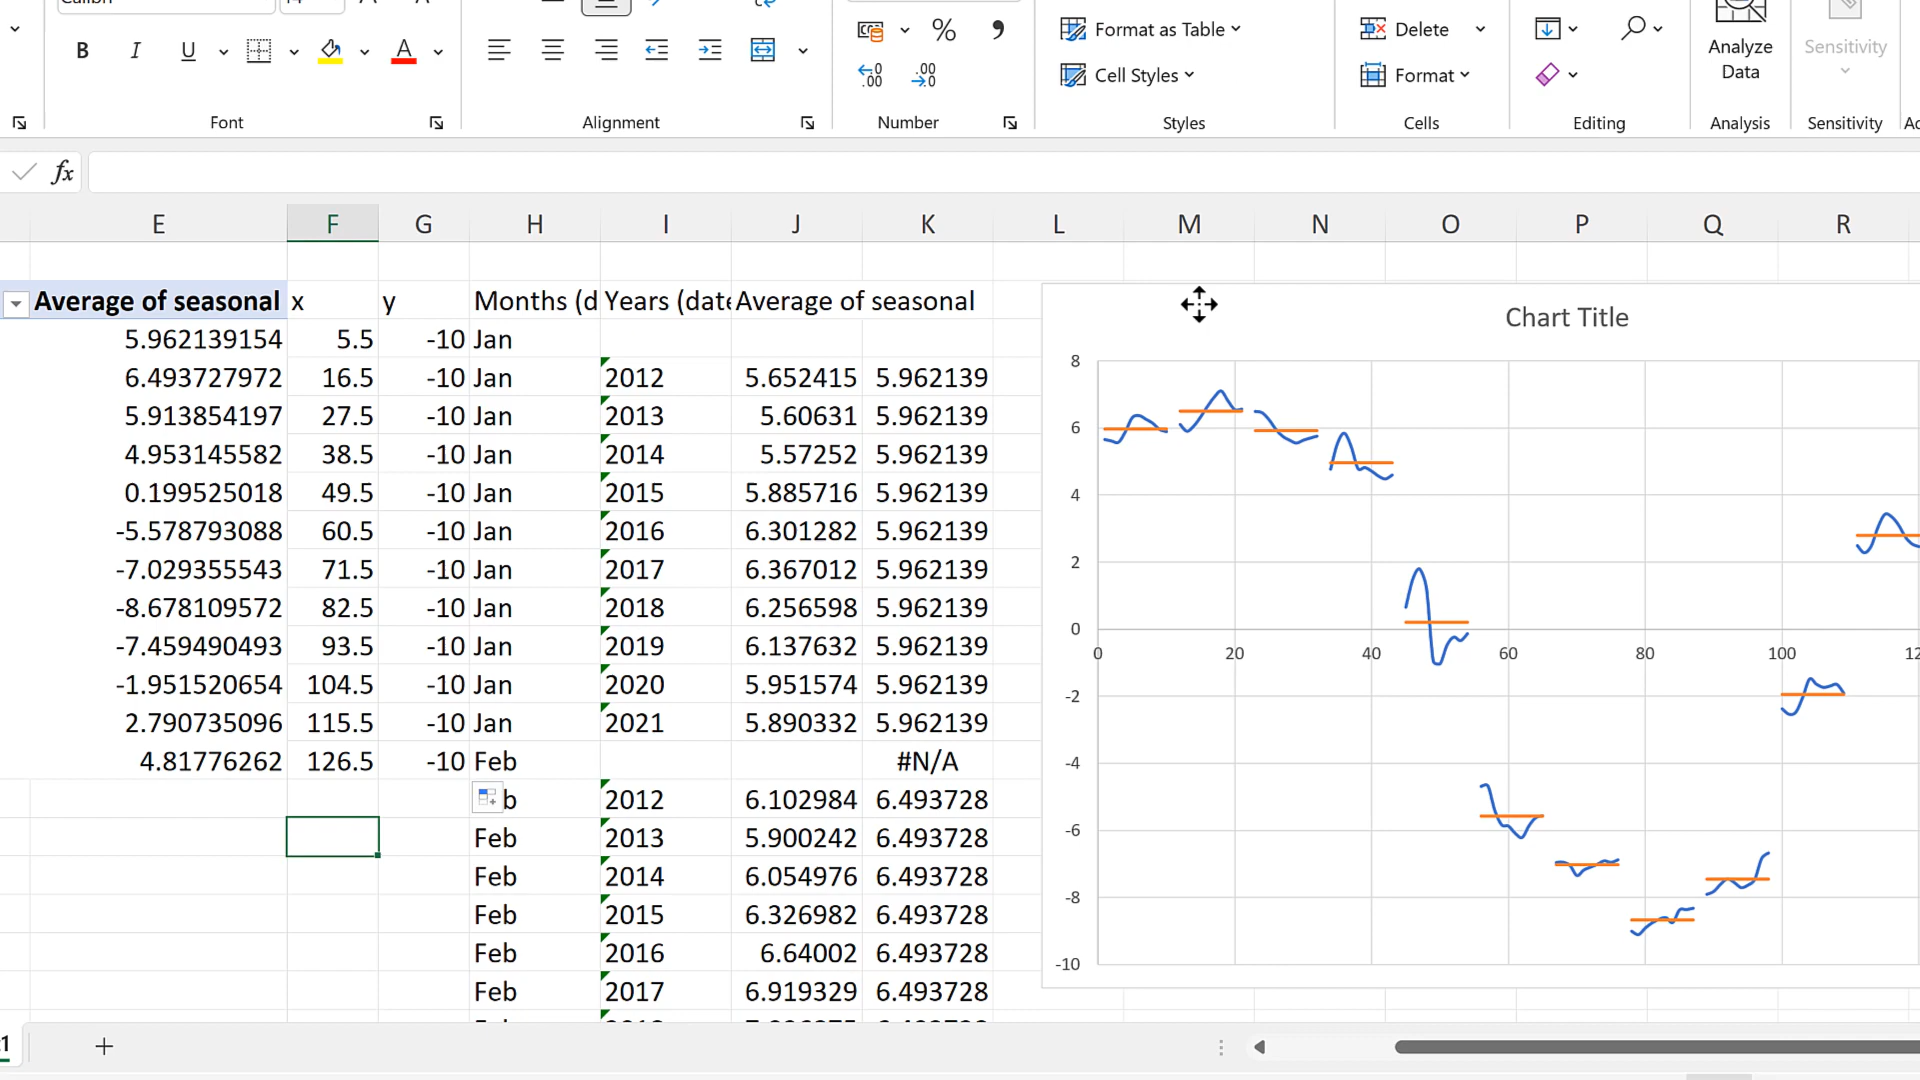 B I U A
% ,
Format as Table
Cell Styles
Delete
Format
Analyze
Data
Sensitivity
Font Alignment Number Styles Cells Editing Analysis Sensitivity
fx
E F G H I J K L M N O P Q R
Average of seasonal x y Months (d Years (date Average of seasonal
5.962139154 5.5 -10 Jan
6.493727972 16.5 -10 Jan 2012 5.652415 5.962139
5.913854197 27.5 -10 Jan 2013 5.60631 5.962139
4.953145582 38.5 -10 Jan 2014 5.57252 5.962139
0.199525018 49.5 -10 Jan 2015 5.885716 5.962139
-5.578793088 60.5 -10 Jan 2016 6.301282 5.962139
-7.029355543 71.5 -10 Jan 2017 6.367012 5.962139
-8.678109572 82.5 -10 Jan 2018 6.256598 5.962139
-7.459490493 93.5 -10 Jan 2019 6.137632 5.962139
-1.951520654 104.5 -10 Jan 2020 5.951574 5.962139
2.790735096 115.5 -10 Jan 2021 5.890332 5.962139
4.81776262 126.5 -10 Feb #N/A
b 2012 6.102984 6.493728
Feb 2013 5.900242 6.493728
Feb 2014 6.054976 6.493728
Feb 2015 6.326982 6.493728
Feb 2016 6.64002 6.493728
Feb 2017 6.919329 6.493728
Chart Title
8
6
4
2
0
0 20 40 60 80 100 12
-2
-4
-6
-8
-10
1 +